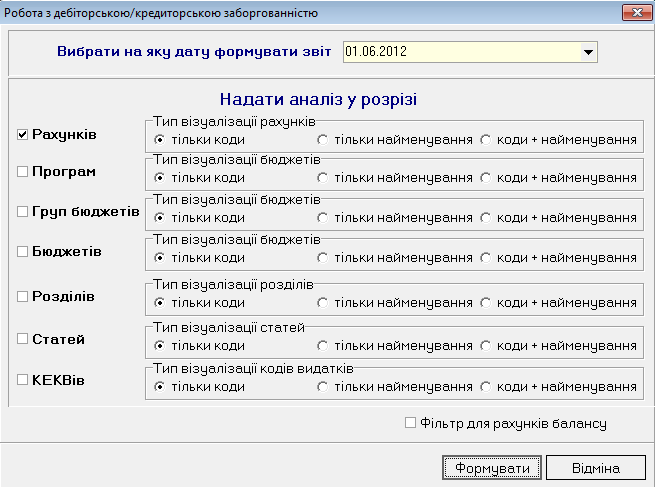 Робота з дебіторською/кредиторською заборгованністю
Вибрати на яку дату формувати звіт 01.06.2012
Надати аналіз у розрізі
Тип візуалізації рахунків
Рахунків тільки коди тільки найменування коди + найменування
Тип візуалізації бюджетів
Програм тільки коди тільки найменування коди + найменування
Тип візуалізації бюджетів
Груп бюджетів тільки коди тільки найменування коди + найменування
Тип візуалізації бюджетів
Бюджетів тільки коди тільки найменування коди + найменування
Тип візуалізації розділів
Розділів тільки коди тільки найменування коди + найменування
Тип візуалізації статей
Статей тільки коди тільки найменування коди + найменування
Тип візуалізації кодів видатків
КЕКВів тільки коди тільки найменування коди + найменування
Фільтр для рахунків балансу
Формувати Відміна